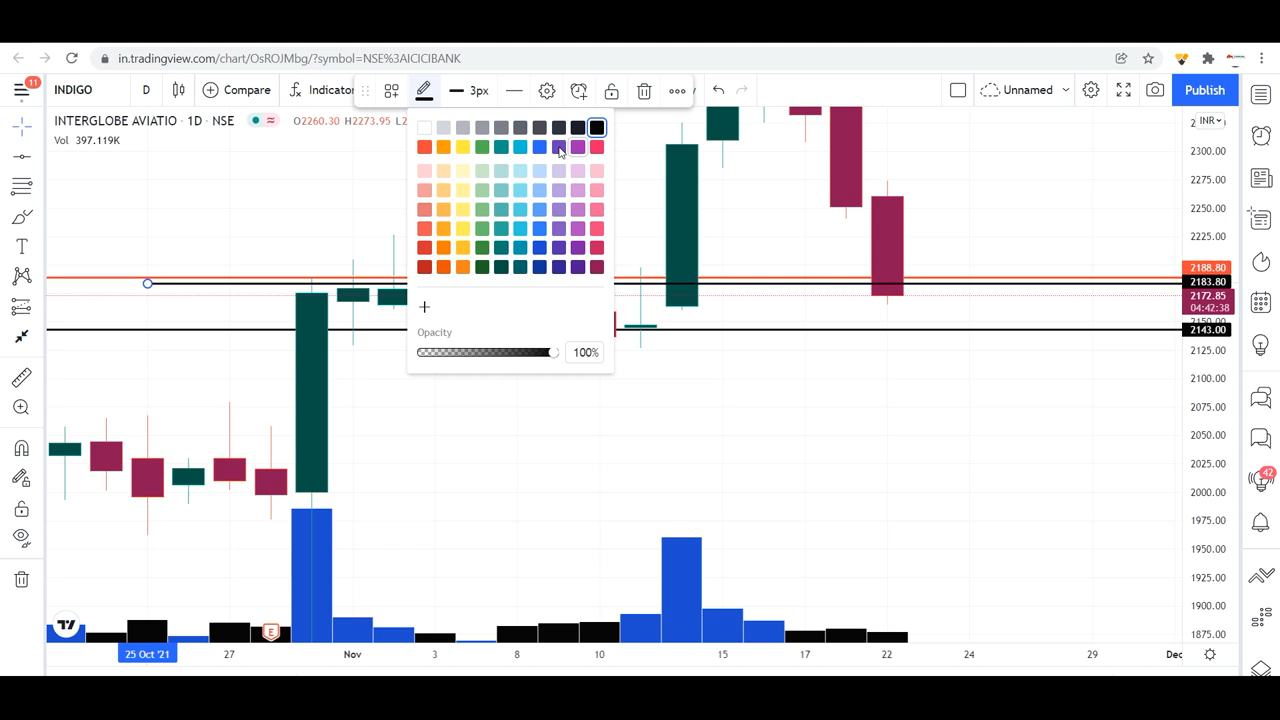 in.tradingview.com/chart/OsROJMbg/?symbol=NSE%3AICICIBANK
11
INDIGO
D
Compare
Indicator
3px
Unnamed
Publish
INTERGLOBE AVIATIO · 1D · NSE
O2260.30 H2273.95
Vol 397.119K
INR
2300.00
2275.00
2250.00
2225.00
2188.80
2183.80
2172.85
04:42:38
2150.00
2143.00
2125.00
2100.00
2075.00
2050.00
2025.00
2000.00
1975.00
1950.00
1925.00
1900.00
1875.00
Opacity
100%
42
E
25 Oct '21
27
Nov
3
8
10
15
17
22
24
29
Dec